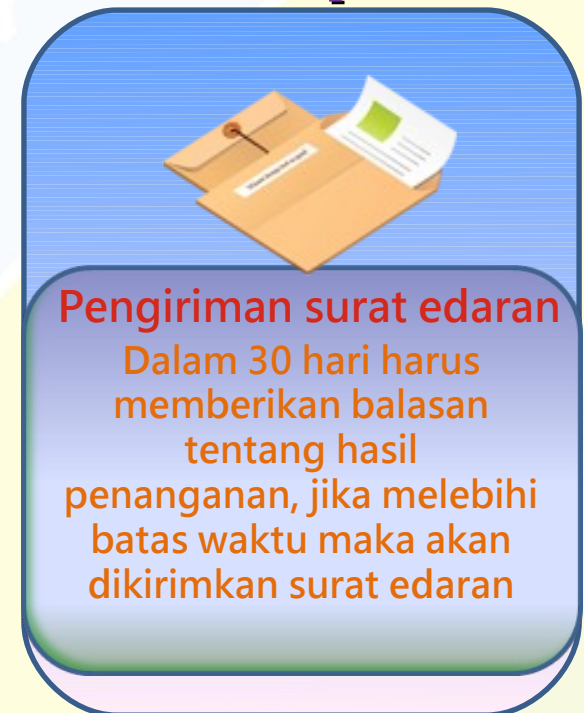 Pengiriman surat edaran
Dalam 30 hari harus
memberikan balasan
tentang hasil
penanganan, jika melebihi
batas waktu maka akan
dikirimkan surat edaran